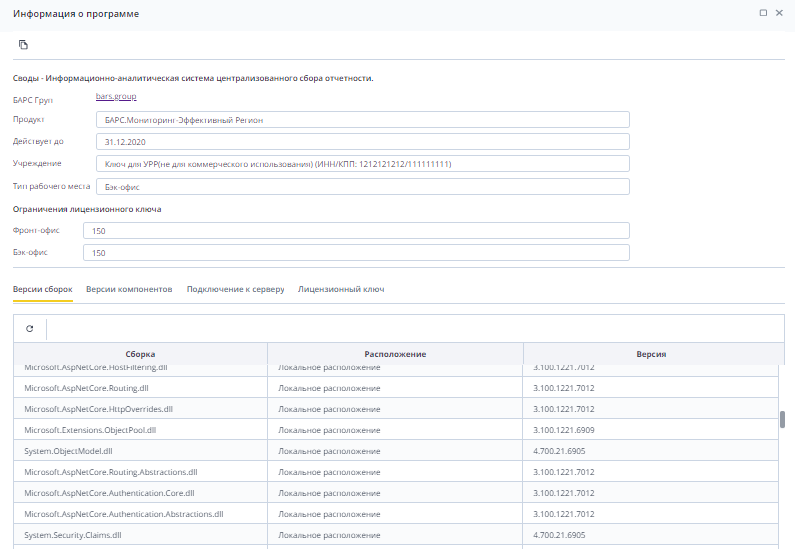 Информация о программе
Своды - Информационно-аналитическая система централизованного сбора отчетности.
БАРС Груп bars.group
Продукт БАРС.Мониторинг-Эффективный Регион
Действует до 31.12.2020
Учреждение Ключ для УРР(не для коммерческого использования) (ИНН/КПП: 1212121212/111111111)
Тип рабочего места Бэк-офис
Ограничения лицензионного ключа
Фронт-офис 150
Бэк-офис 150
Версии сборок Версии компонентов Подключение к серверу Лицензионный ключ
Сборка Расположение Версия
Microsoft.AspNetCore.HostFiltering.dll Локальное расположение 3.100.1221.7012
Microsoft.AspNetCore.Routing.dll Локальное расположение 3.100.1221.7012
Microsoft.AspNetCore.HttpOverrides.dll Локальное расположение 3.100.1221.7012
Microsoft.Extensions.ObjectPool.dll Локальное расположение 3.100.1221.6909
System.ObjectModel.dll Локальное расположение 4.700.21.6905
Microsoft.AspNetCore.Routing.Abstractions.dll Локальное расположение 3.100.1221.7012
Microsoft.AspNetCore.Authentication.Core.dll Локальное расположение 3.100.1221.7012
Microsoft.AspNetCore.Authentication.Abstractions.dll Локальное расположение 3.100.1221.7012
System.Security.Claims.dll Локальное расположение 4.700.21.6905